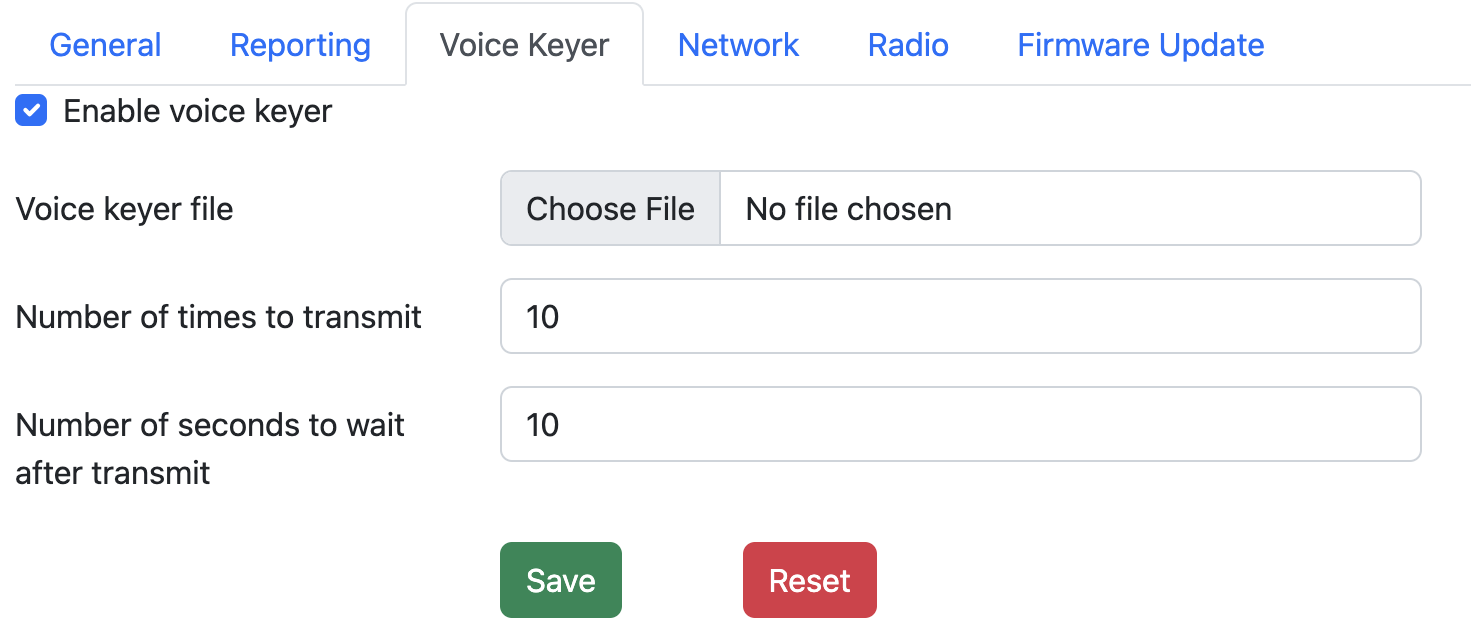 General Reporting Voice Keyer Network Radio Firmware Update
Enable voice keyer
Voice keyer file Choose File No file chosen
Number of times to transmit 10
Number of seconds to wait 10
after transmit
Save Reset